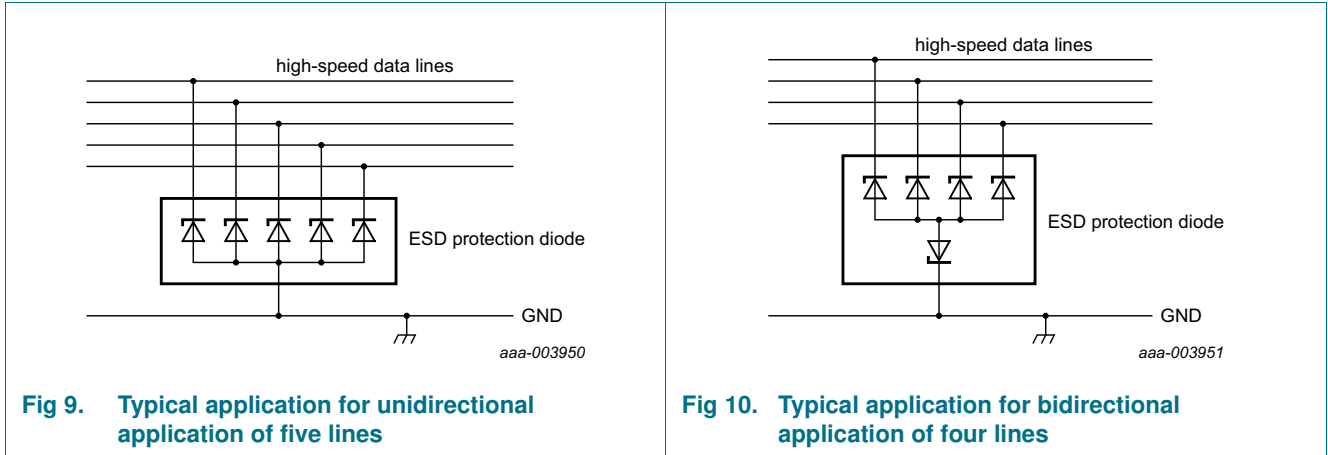 high-speed data lines
ESD protection diode
GND
aaa-003950
Fig 9. Typical application for unidirectional
application of five lines
high-speed data lines
ESD protection diode
GND
aaa-003951
Fig 10. Typical application for bidirectional
application of four lines